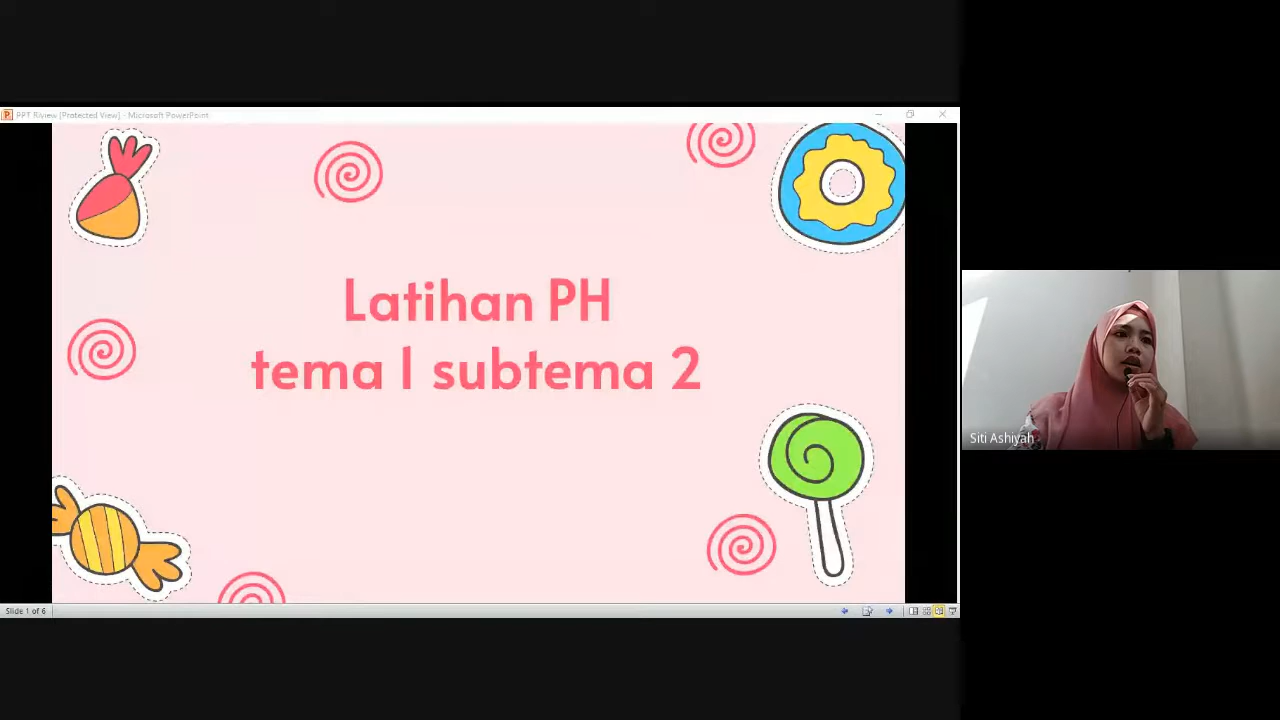 PPT Riview [Protected View] - Microsoft PowerPoint
Latihan PH
tema 1 subtema 2
Siti Ashiyah
Slide 1 of 6